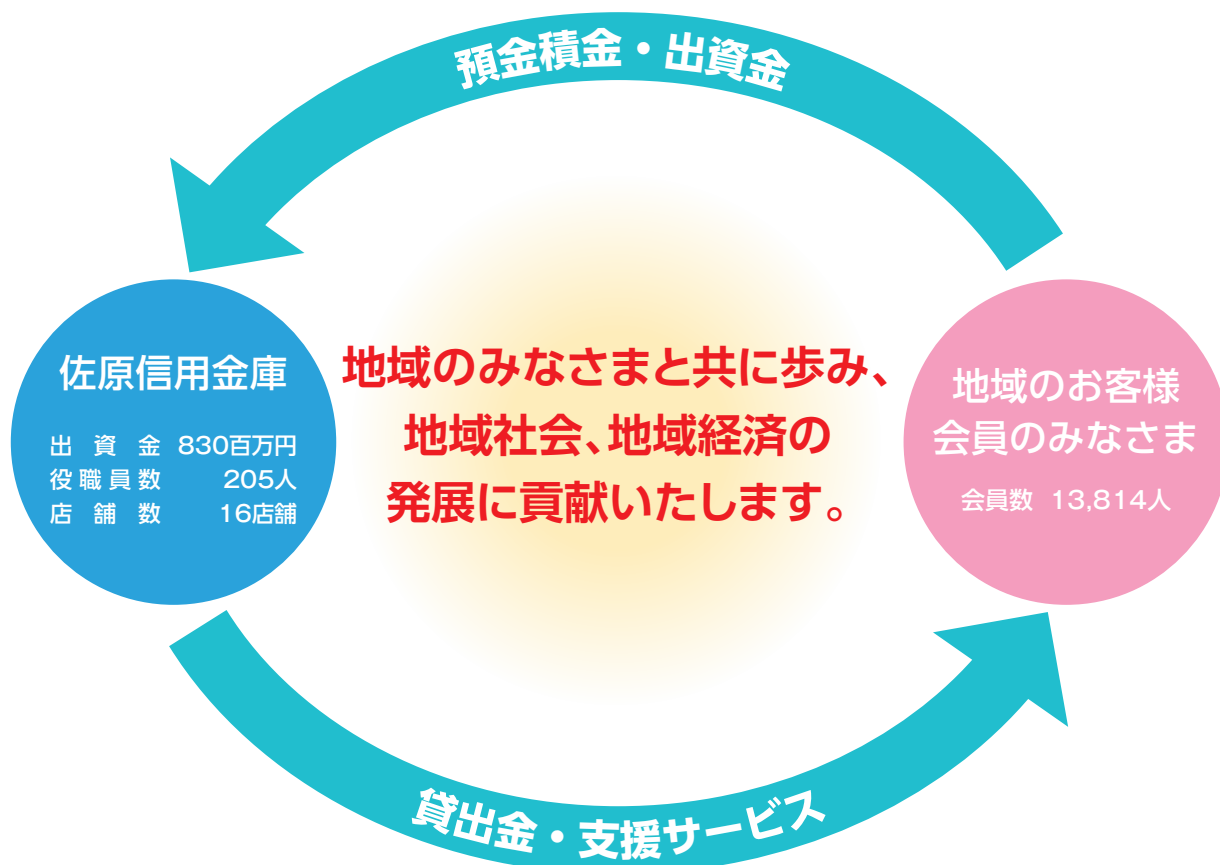 預金積金・出資金
佐原信用金庫
出資金 830百万円
役職員数 205人
店舗数 16店舗
地域のみなさまと共に歩み、
地域社会、地域経済の
発展に貢献いたします。
地域のお客様
会員のみなさま
会員数 13,814人
貸出金・支援サービス